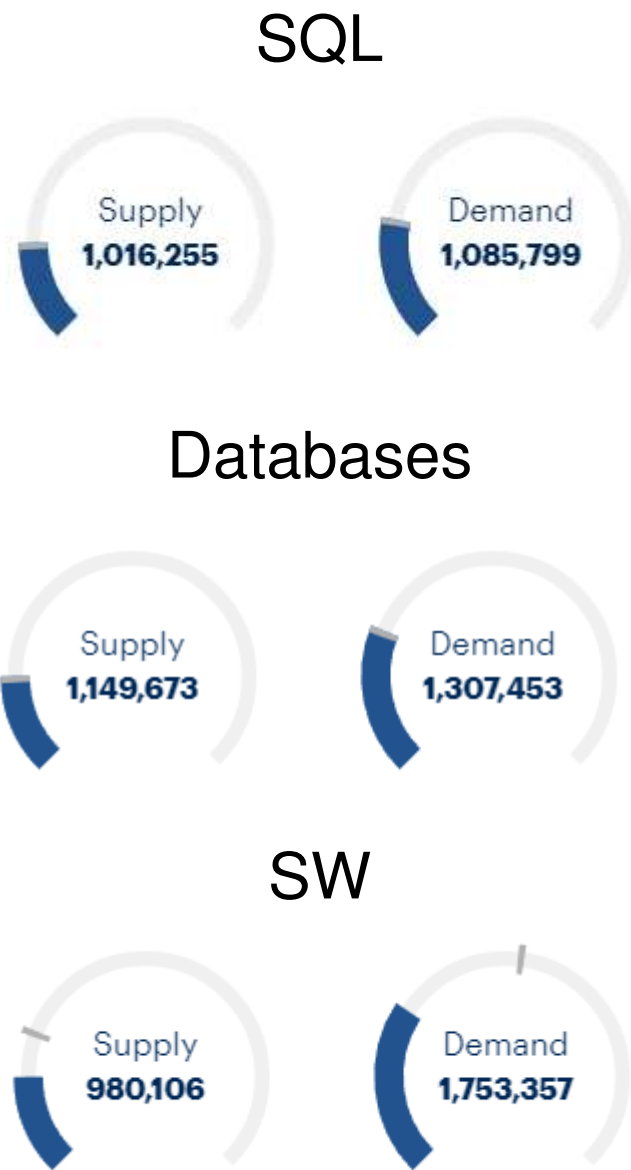 SQL
Supply Demand
1,016,255 1,085,799
Databases
Supply Demand
1,149,673 1,307,453
SW
Supply Demand
980,106 1,753,357